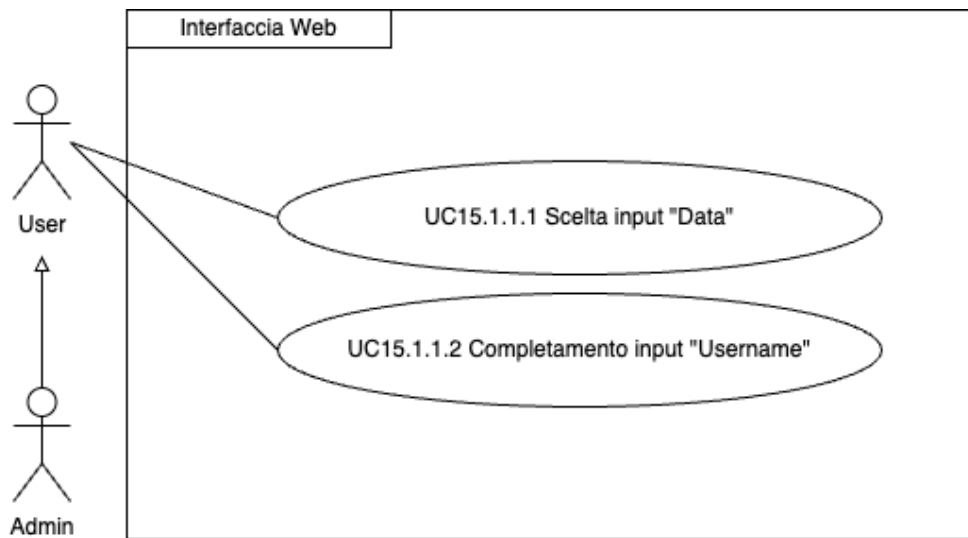 Interfaccia Web
User
UC15.1.1.1 Scelta input "Data"
UC15.1.1.2 Completamento input "Username"
Admin